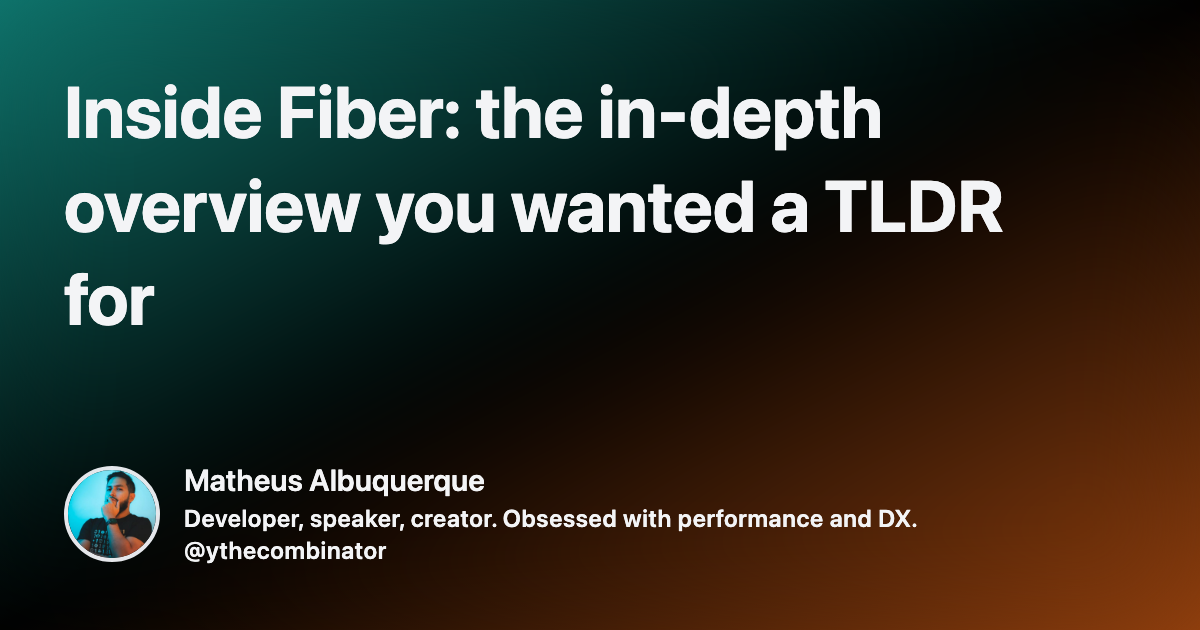 Inside Fiber: the in-depth
overview you wanted a TLDR
for
Matheus Albuquerque
Developer, speaker, creator. Obsessed with performance and DX.
@ythecombinator